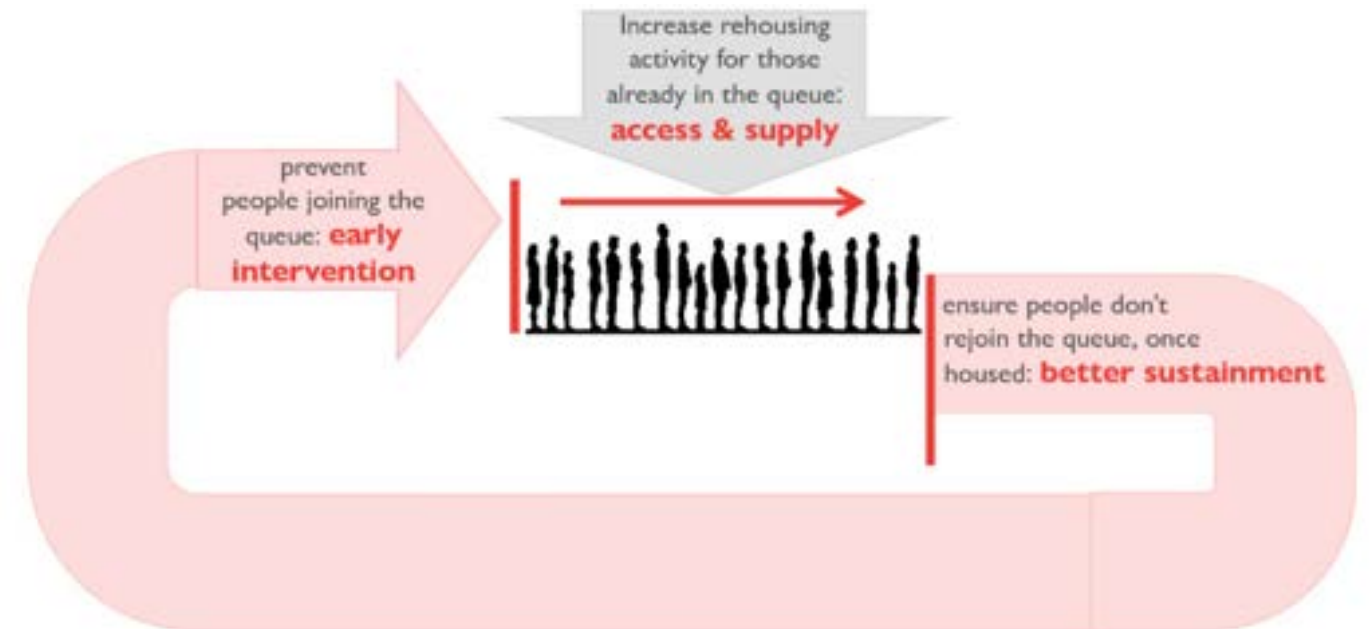 Increase rehousing
activity for those
already in the queue:
access & supply
prevent
people joining the
queue: early
intervention
ensure people don't
rejoin the queue, once
housed: better sustainment